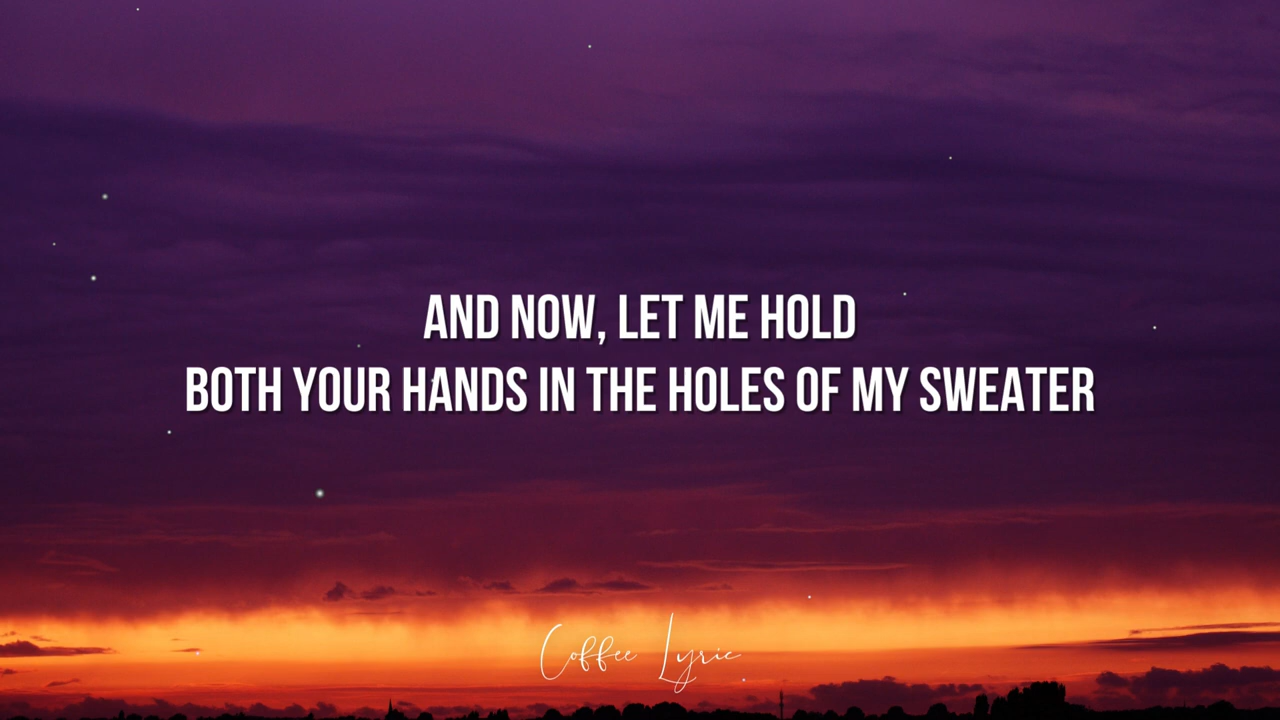 AND NOW, LET ME HOLD
BOTH YOUR HANDS IN THE HOLES OF MY SWEATER
Coffee Lyric